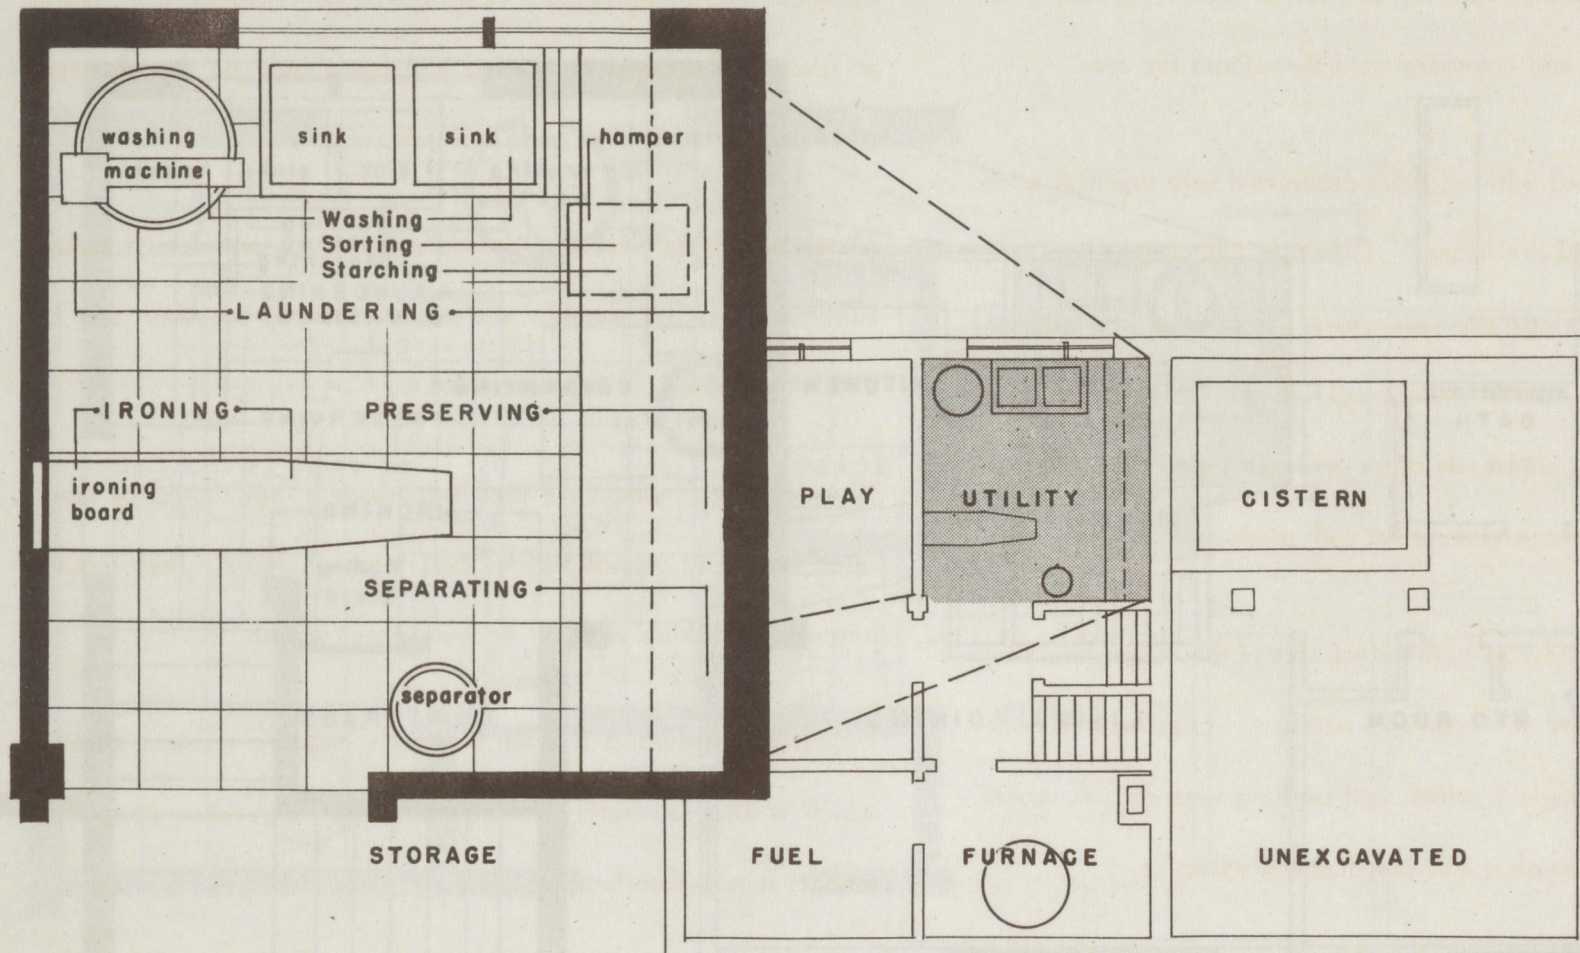 washing
machine
sink
sink
hamper
Washing
Sorting
Starching
LAUNDERING
IRONING
PRESERVING
ironing
board
SEPARATING
separator
STORAGE
PLAY
UTILITY
CISTERN
FUEL
FURNACE
UNEXCAVATED